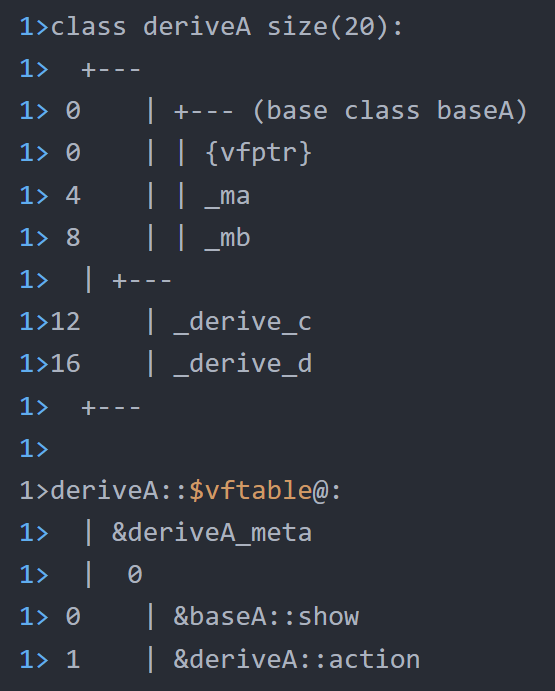 1>class deriveA size(20):
1>  +---
1> 0    | +--- (base class baseA)
1> 0    | | {vfptr}
1> 4    | | _ma
1> 8    | | _mb
1>  | +---
1>12    | _derive_c
1>16    | _derive_d
1>  +---
1>
1>deriveA::$vftable@:
1>  | &deriveA_meta
1>  |  0
1> 0    | &baseA::show
1> 1    | &deriveA::action